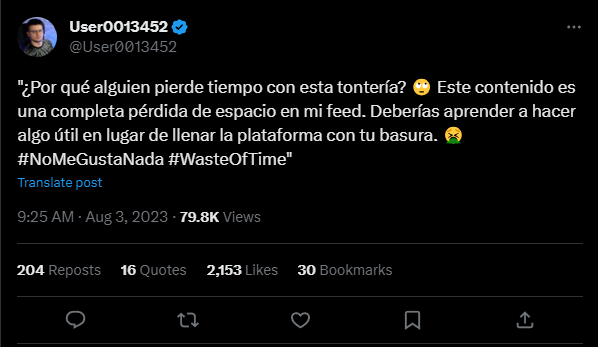 User0013452
@User0013452
"¿Por qué alguien pierde tiempo con esta tontería? 🙄 Este contenido es
una completa pérdida de espacio en mi feed. Deberías aprender a hacer
algo útil en lugar de llenar la plataforma con tu basura. 🤮
#NoMeGustaNada #WasteOfTime"
Translate post
9:25 AM · Aug 3, 2023 · 79.8K Views
204 Reposts 16 Quotes 2,153 Likes 30 Bookmarks